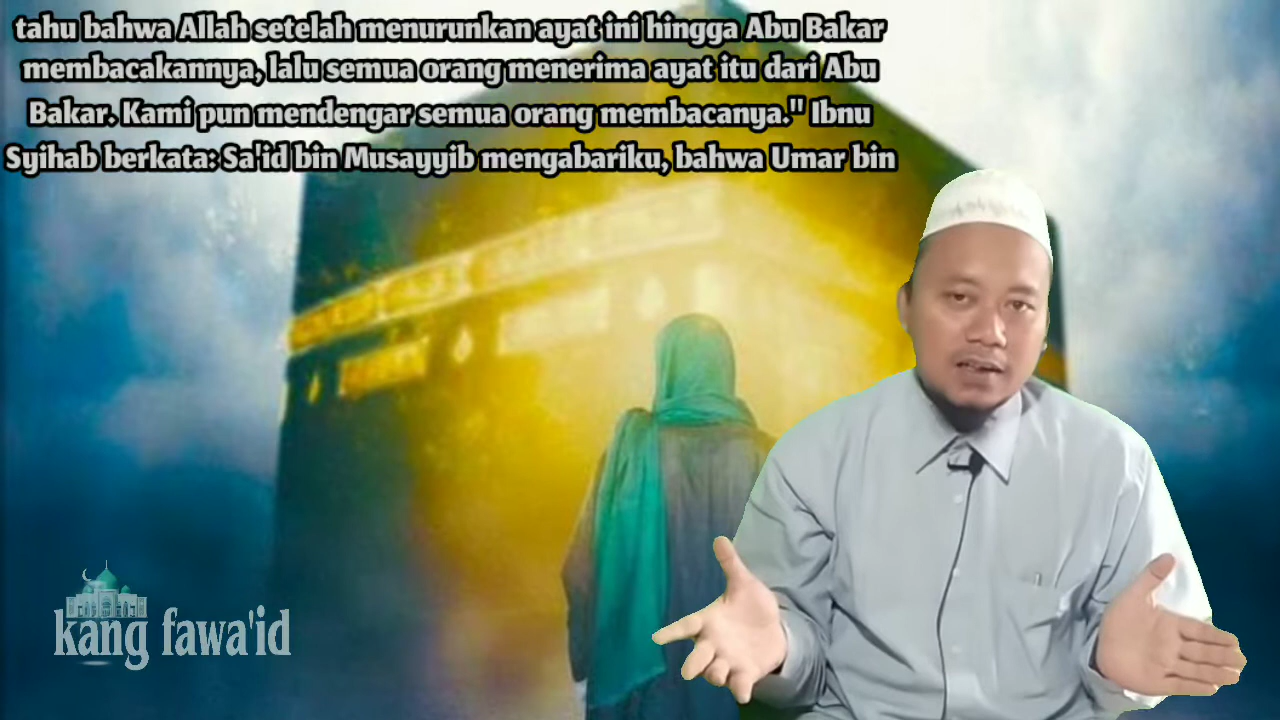 tahu bahwa Allah setelah menurunkan ayat ini hingga Abu Bakar
membacakannya, lalu semua orang menerima ayat itu dari Abu
Bakar. Kami pun mendengar semua orang membacanya." Ibnu
Syihab berkata: Sa'id bin Musayyib mengabariku, bahwa Umar bin
kang fawa'id